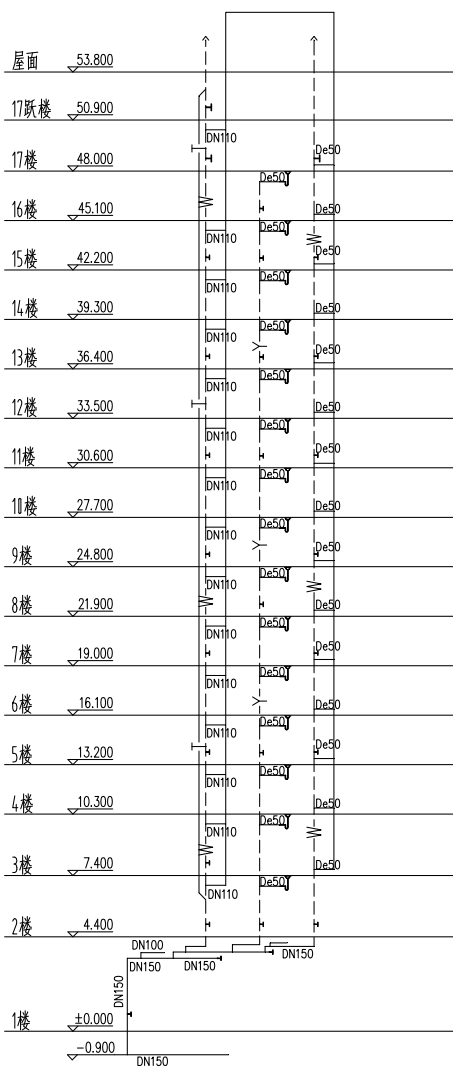 屋面 53.800
17跃楼 50.900
DN110
17楼 48.000 De50
De50
16楼 45.100 De50
DN110 De50
15楼 42.200 De50
DN110 De50
14楼 39.300 De50
DN110 De50
13楼 36.400 De50
DN110 De50
12楼 33.500 De50
DN110 De50
11楼 30.600 De50
DN110 De50
10楼 27.700 De50
DN110 De50
9楼 24.800 De50
DN110 De50
8楼 21.900 De50
DN110 De50
7楼 19.000 De50
DN110 De50
6楼 16.100 De50
DN110 De50
5楼 13.200 De50
DN110 De50
4楼 10.300 De50
DN110 De50
3楼 7.400 De50
DN110 De50
2楼 4.400
DN100 DN150
DN150 DN150
DN150
1楼 ±0.000
-0.900 DN150